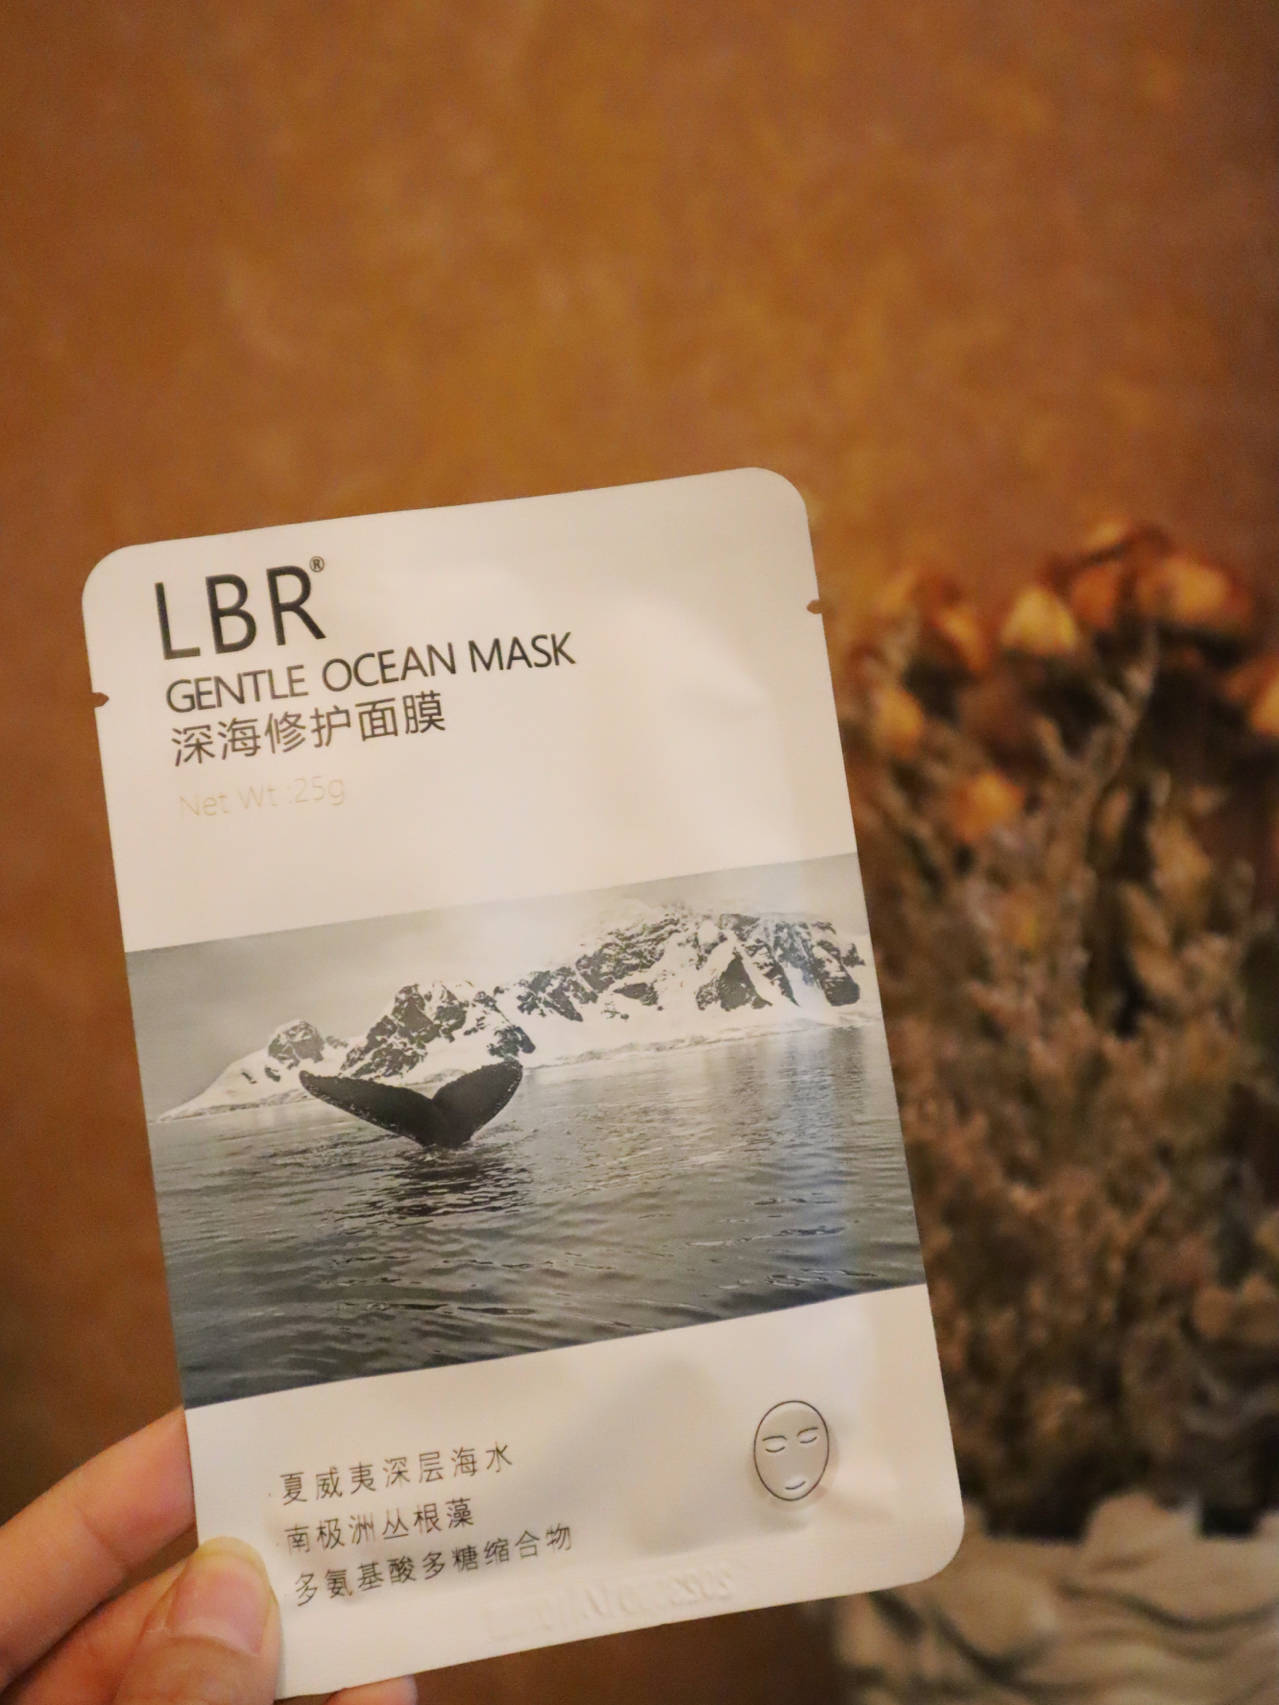 LBR®
GENTLE OCEAN MASK
深海修护面膜
Net Wt :25g
·夏威夷深层海水
·南极洲丛根藻
多氨基酸多糖缩合物